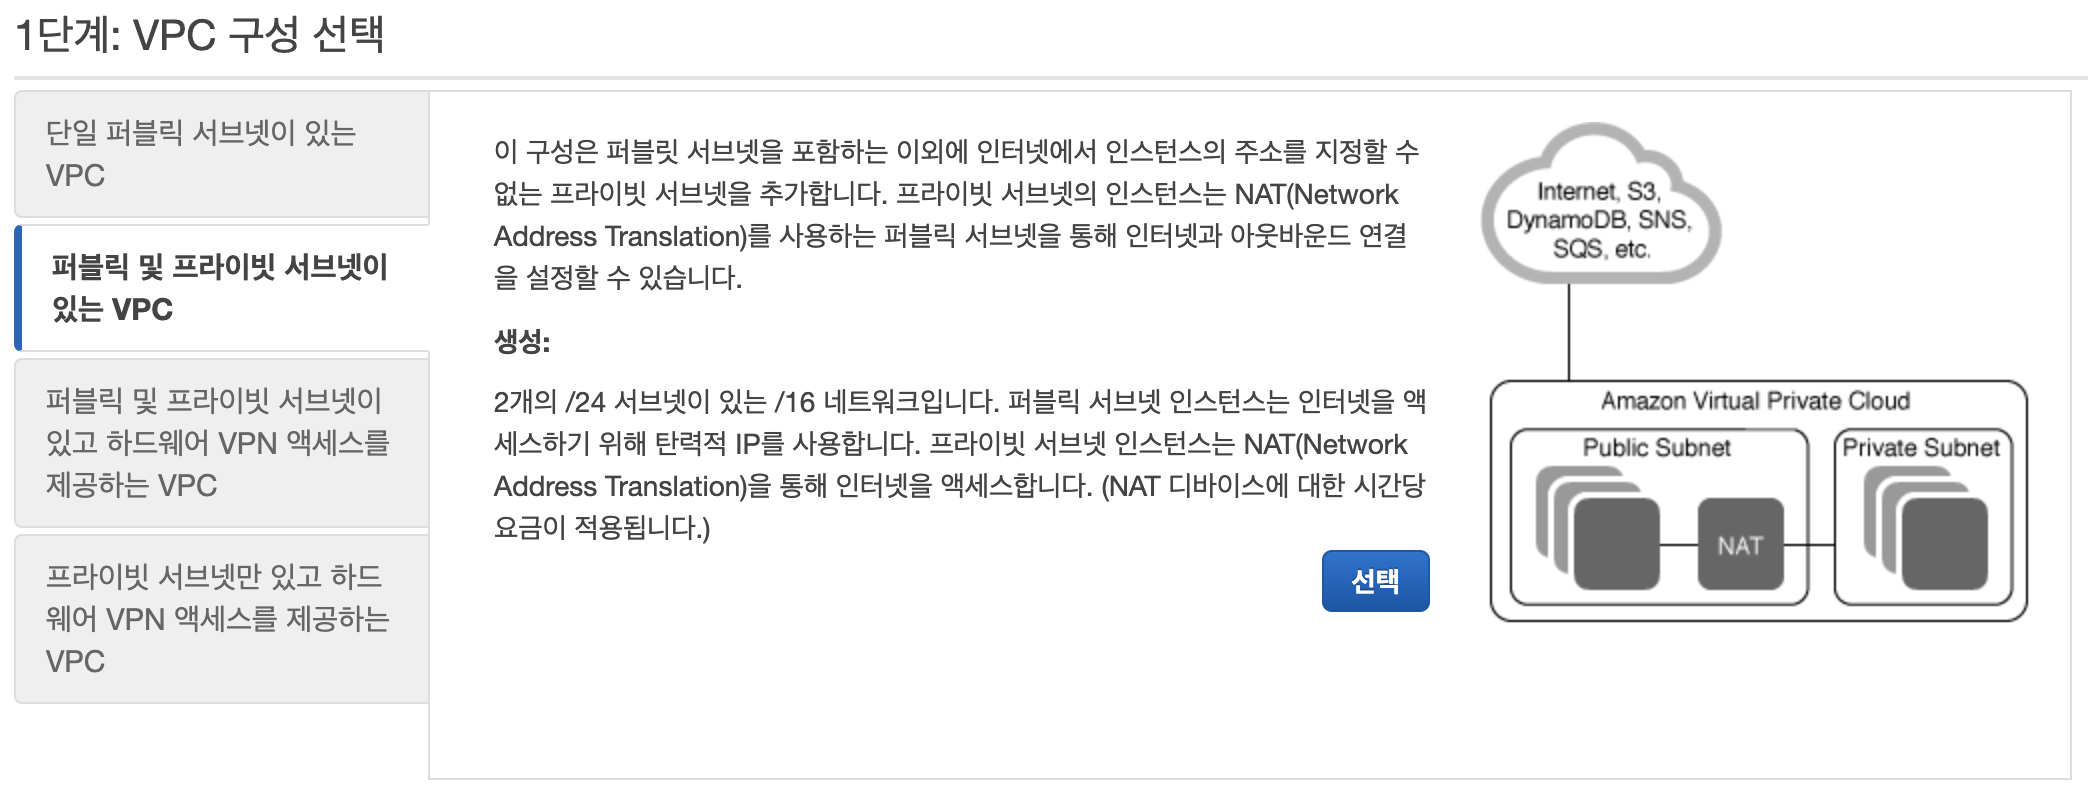 1단계: VPC 구성 선택
단일 퍼블릭 서브넷이 있는
VPC
퍼블릭 및 프라이빗 서브넷이
있는 VPC
퍼블릭 및 프라이빗 서브넷이
있고 하드웨어 VPN 액세스를
제공하는 VPC
프라이빗 서브넷만 있고 하드
웨어 VPN 액세스를 제공하는
VPC
이 구성은 퍼블릿 서브넷을 포함하는 이외에 인터넷에서 인스턴스의 주소를 지정할 수
없는 프라이빗 서브넷을 추가합니다. 프라이빗 서브넷의 인스턴스는 NAT(Network
Address Translation)를 사용하는 퍼블릭 서브넷을 통해 인터넷과 아웃바운드 연결
을 설정할 수 있습니다.
생성:
2개의 /24 서브넷이 있는 /16 네트워크입니다. 퍼블릭 서브넷 인스턴스는 인터넷을 액
세스하기 위해 탄력적 IP를 사용합니다. 프라이빗 서브넷 인스턴스는 NAT(Network
Address Translation)을 통해 인터넷을 액세스합니다. (NAT 디바이스에 대한 시간당
요금이 적용됩니다.)
선택
Internet, S3,
DynamoDB, SNS,
SQS, etc.
Amazon Virtual Private Cloud
Public Subnet
Private Subnet
NAT